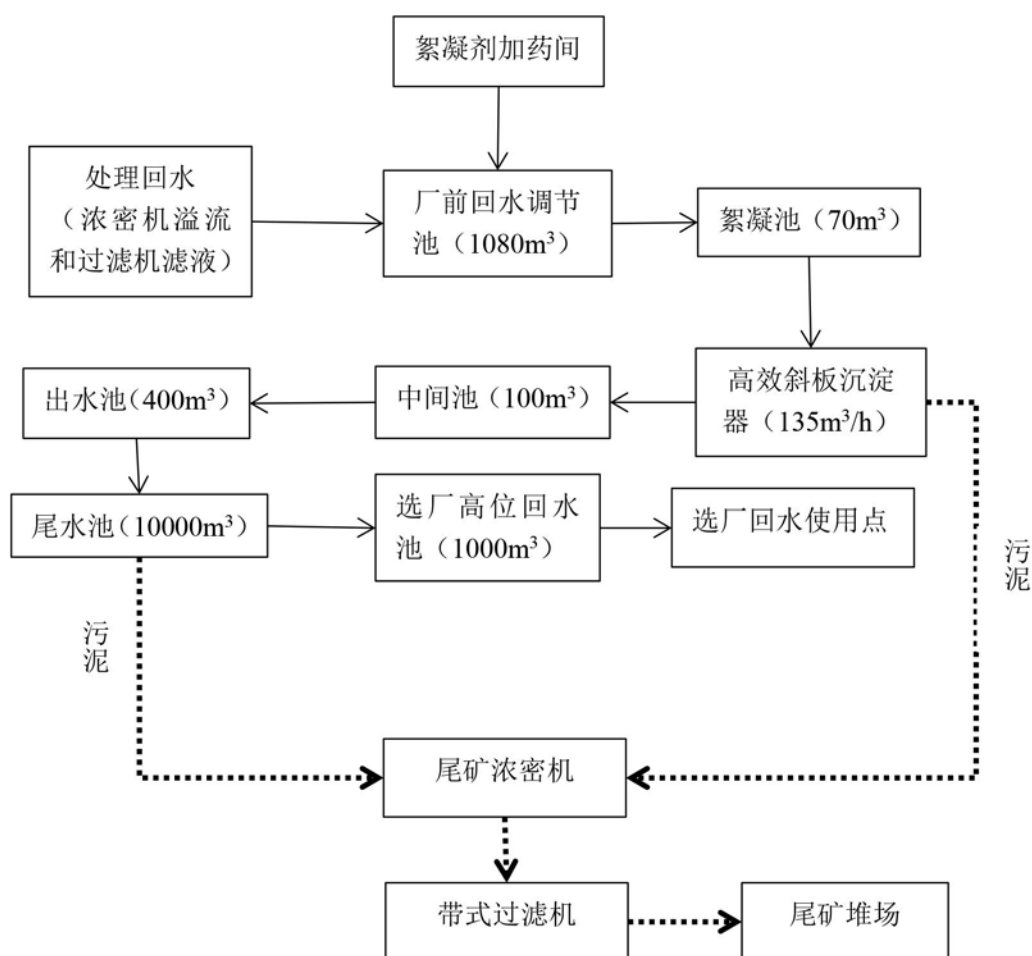 絮凝剂加药间
处理回水
（浓密机溢流
和过滤机滤液）
厂前回水调节
池（1080m³）
絮凝池（70m³）
出水池（400m³）
中间池（100m³）
高效斜板沉淀
器（135m³/h）
尾水池（10000m³）
选厂高位回水
池（1000m³）
选厂回水使用点
污泥
污泥
尾矿浓密机
带式过滤机
尾矿堆场